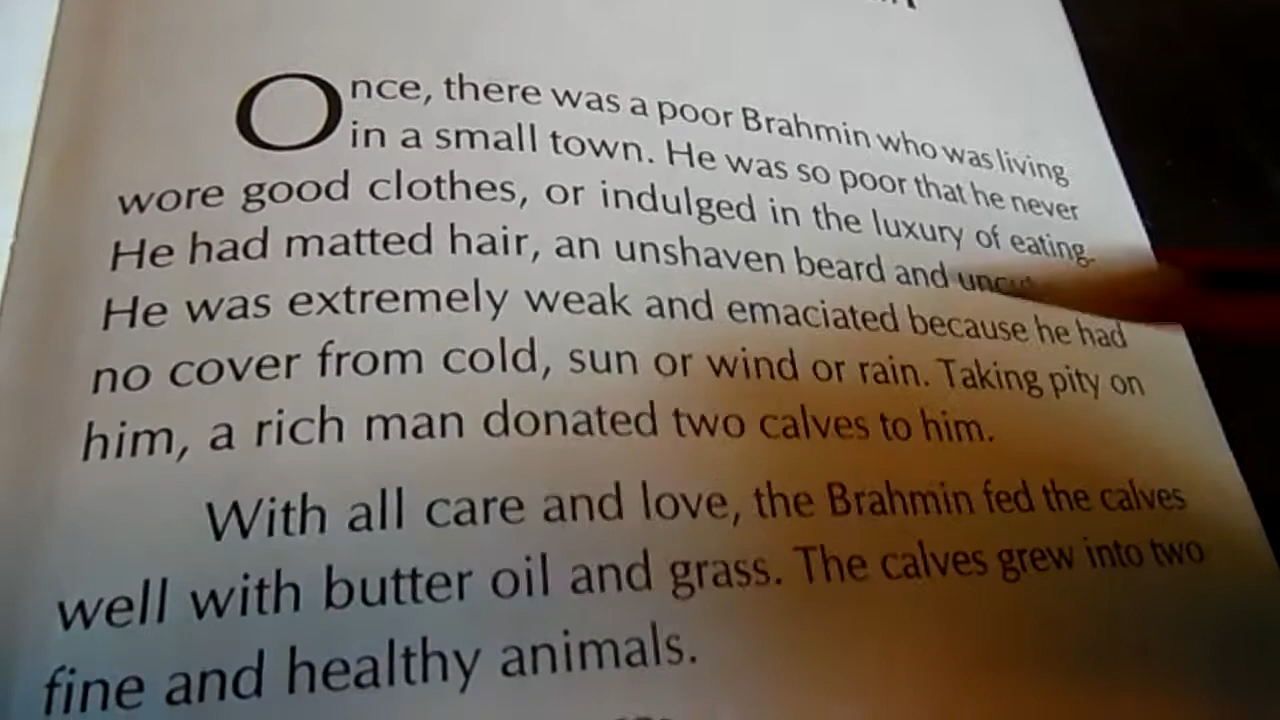 Once, there was a poor Brahmin who was living
in a small town. He was so poor that he never
wore good clothes, or indulged in the luxury of eating.
He had matted hair, an unshaven beard and
He was extremely weak and emaciated because he had
no cover from cold, sun or wind or rain. Taking pity on
him, a rich man donated two calves to him.
With all care and love, the Brahmin fed the calves
well with butter oil and grass. The calves grew into two
fine and healthy animals.